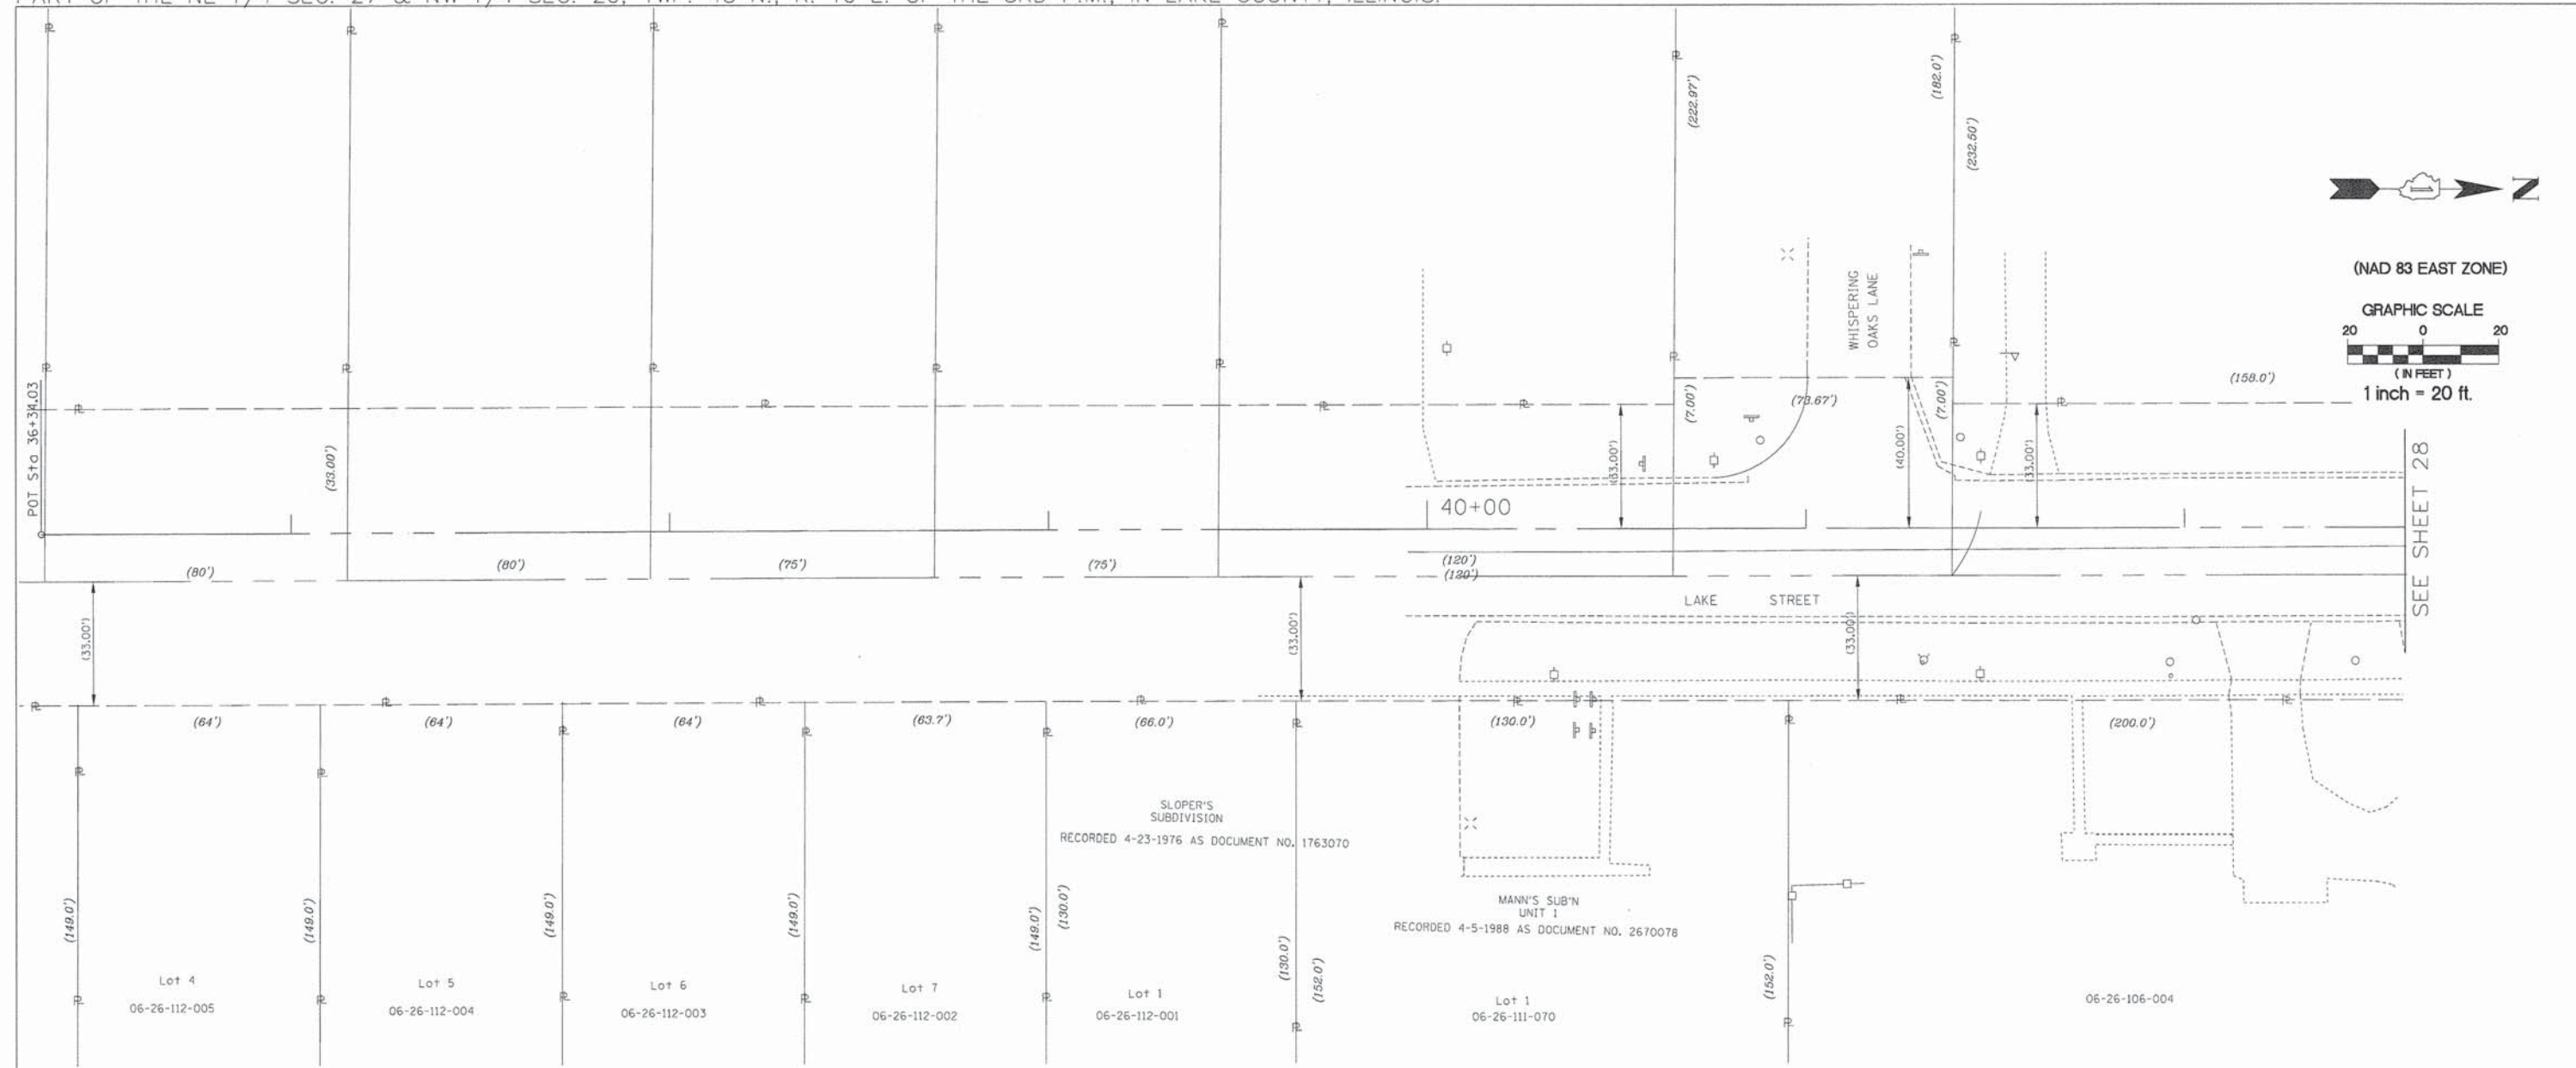 (222.97')
(182.0')
(232.50')
N
(NAD 83 EAST ZONE)
GRAPHIC SCALE
20 0 20
( IN FEET )
1 inch = 20 ft.
WHISPERING
OAKS LANE
(158.0')
POT Sta 36+34.03
(33.00')
(7.00')
(73.67')
(7.00')
(33.00')
(40.00')
(33.00')
40+00
SEE SHEET 28
(80')
(80')
(75')
(75')
(120')
(120')
LAKE STREET
(33.00')
(33.00')
(33.00')
(64')
(64')
(64')
(63.7')
(66.0')
(130.0')
(200.0')
SLOPER'S
SUBDIVISION
RECORDED 4-23-1976 AS DOCUMENT NO. 1763070
MANN'S SUB'N
UNIT 1
RECORDED 4-5-1988 AS DOCUMENT NO. 2670078
(149.0')
(149.0')
(149.0')
(149.0')
(149.0')
(130.0')
(130.0')
(152.0')
(152.0')
Lot 4
06-26-112-005
Lot 5
06-26-112-004
Lot 6
06-26-112-003
Lot 7
06-26-112-002
Lot 1
06-26-112-001
Lot 1
06-26-111-070
06-26-106-004